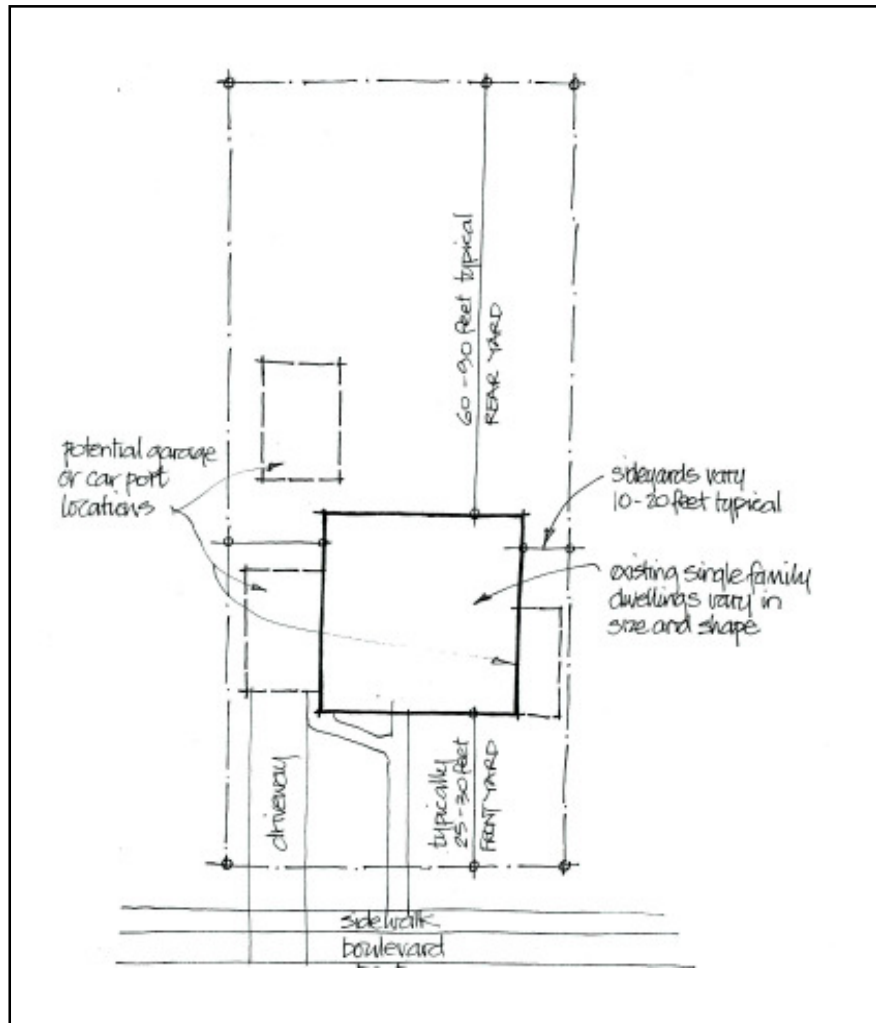 60-90 feet typical
REAR YARD
potential garage
or car port
locations
sideyards vary
10-20 feet typical
existing single family
dwellings vary in
size and shape
driveway
typically
25-30 feet
FRONT YARD
sidewalk
boulevard